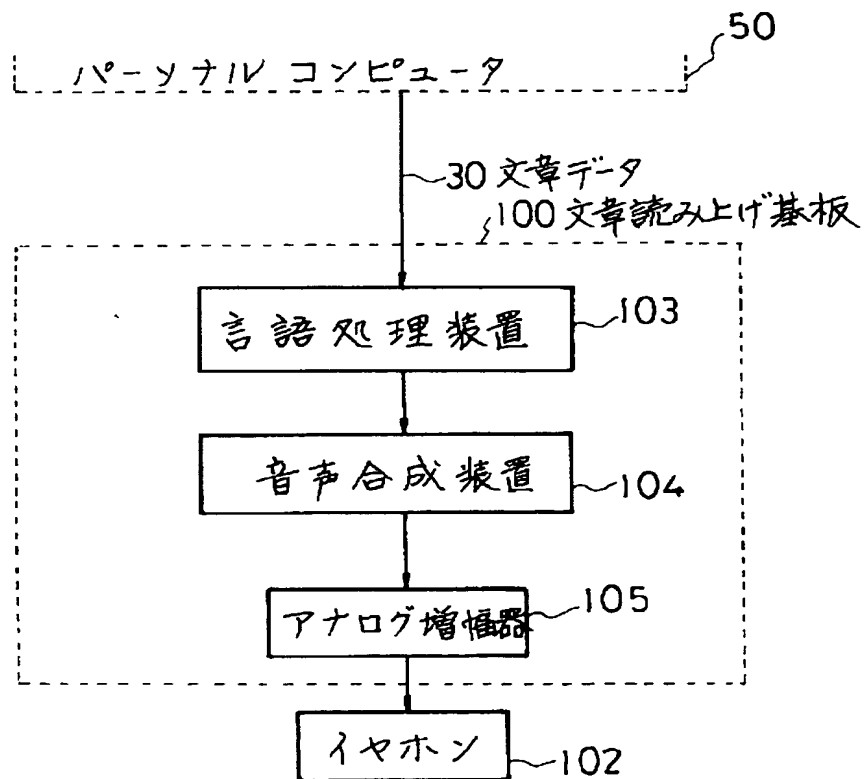 50
パーソナル コンピュータ
30 文章データ
100 文章読み上げ基板
言語処理装置
103
音声合成装置
104
アナログ増幅器
105
イヤホン
102